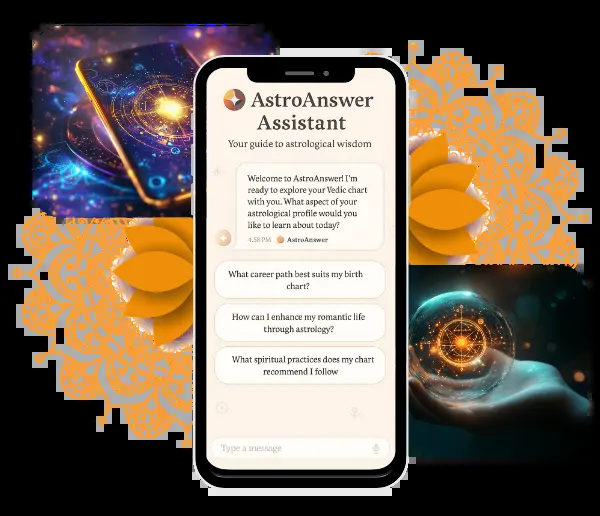 AstroAnswer
Assistant
Your guide to astrological wisdom
Welcome to AstroAnswer! I'm
ready to explore your Vedic chart
with you. What aspect of your
astrological profile would you
like to learn about today?
4:58 PM AstroAnswer
What career path best suits my birth
chart?
How can I enhance my romantic life
through astrology?
What spiritual practices does my chart
recommend I follow
Type a message